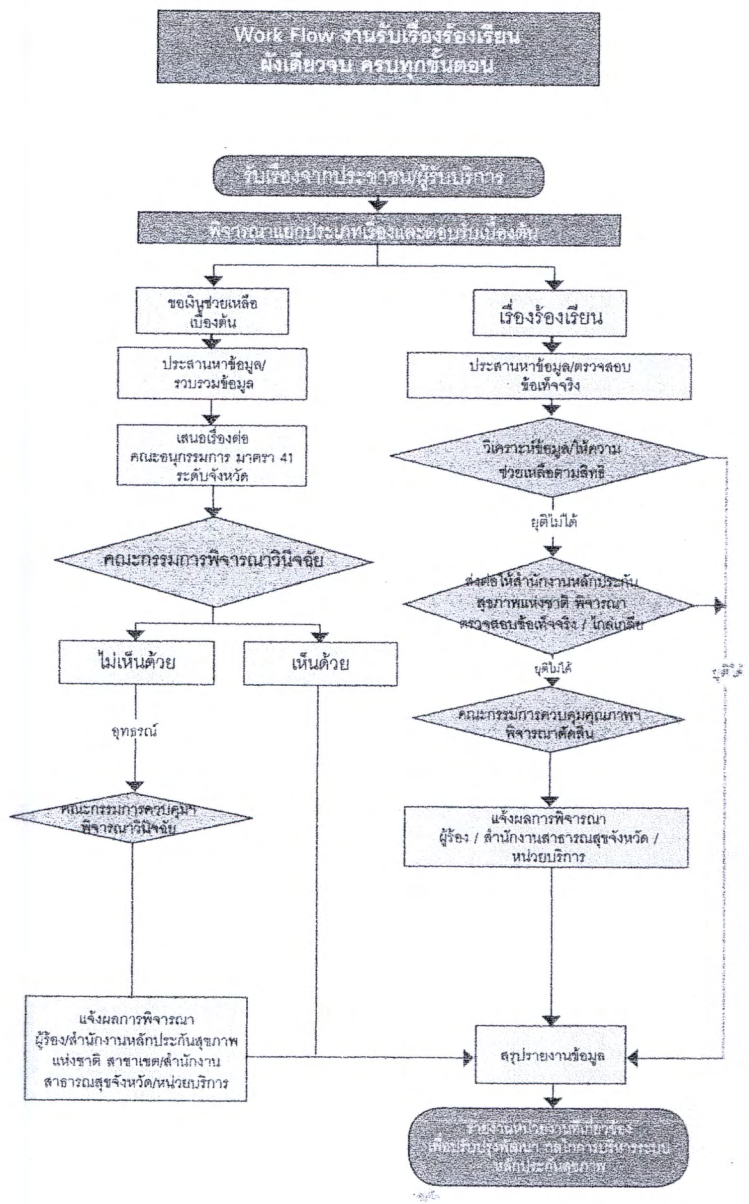 Work Flow งานรับเรื่องร้องเรียน
ผังเดียวจบ ครบทุกขั้นตอน
รับเรื่องจากประชาชน/ผู้รับบริการ
พิจารณาแยกประเภทเรื่องและตอบรับเบื้องต้น
ขอเงินช่วยเหลือ
เบื้องต้น
ประสานหาข้อมูล/
รวบรวมข้อมูล
เสนอเรื่องต่อ
คณะอนุกรรมการ มาตรา 41
ระดับจังหวัด
คณะกรรมการพิจารณาวินิจฉัย
ไม่เห็นด้วย
เห็นด้วย
อุทธรณ์
คณะกรรมการควบคุมฯ
พิจารณาวินิจฉัย
แจ้งผลการพิจารณา
ผู้ร้อง/สำนักงานหลักประกันสุขภาพ
แห่งชาติ สาขาเขต/สำนักงาน
สาธารณสุขจังหวัด/หน่วยบริการ
เรื่องร้องเรียน
ประสานหาข้อมูล/ตรวจสอบ
ข้อเท็จจริง
วิเคราะห์ข้อมูล/ให้ความ
ช่วยเหลือตามสิทธิ
ยุติไม่ได้
ส่งต่อให้สำนักงานหลักประกัน
สุขภาพแห่งชาติ พิจารณา
ตรวจสอบข้อเท็จจริง / ไกล่เกลี่ย
ยุติไม่ได้
คณะกรรมการควบคุมคุณภาพฯ
พิจารณาตัดสิน
แจ้งผลการพิจารณา
ผู้ร้อง / สำนักงานสาธารณสุขจังหวัด /
หน่วยบริการ
สรุปรายงานข้อมูล
รายงานหน่วยงานที่เกี่ยวข้อง
เพื่อปรับปรุงพัฒนา กลไกการบริหารระบบ
หลักประกันสุขภาพ